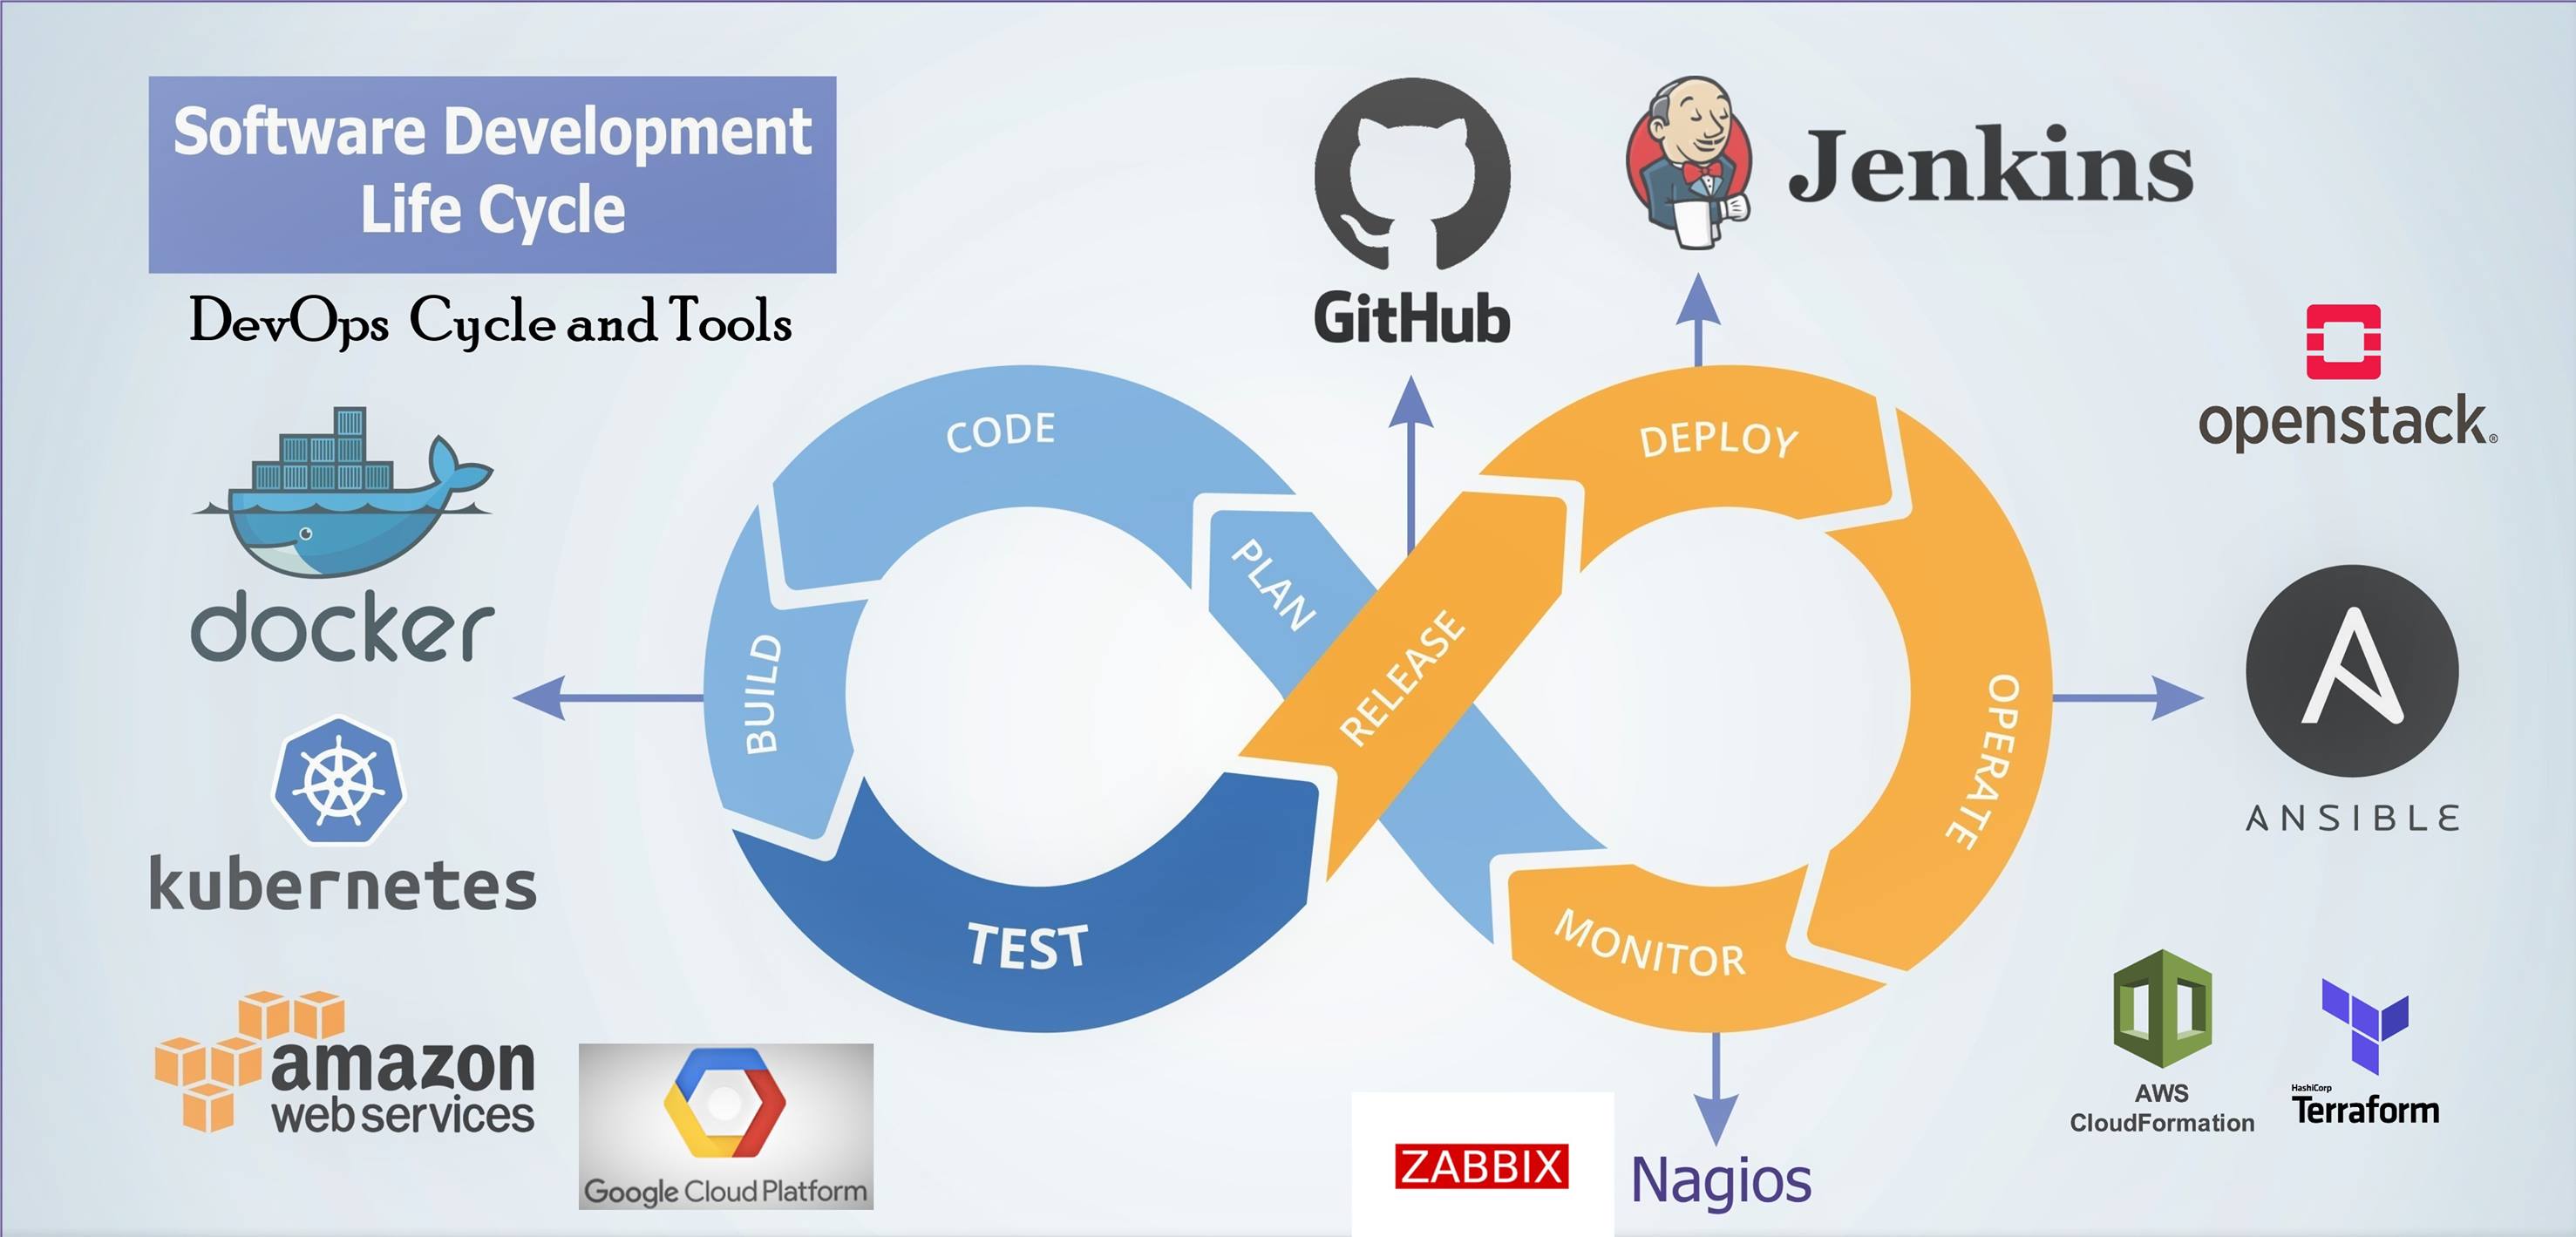 Software Development
Life Cycle
DevOps Cycle and Tools
GitHub
Jenkins
openstack®
docker
CODE
DEPLOY
PLAN
RELEASE
BUILD
OPERATE
ANSIBLE
kubernetes
TEST
MONITOR
amazon
web services
Google Cloud Platform
ZABBIX
Nagios
AWS
CloudFormation
HashiCorp
Terraform